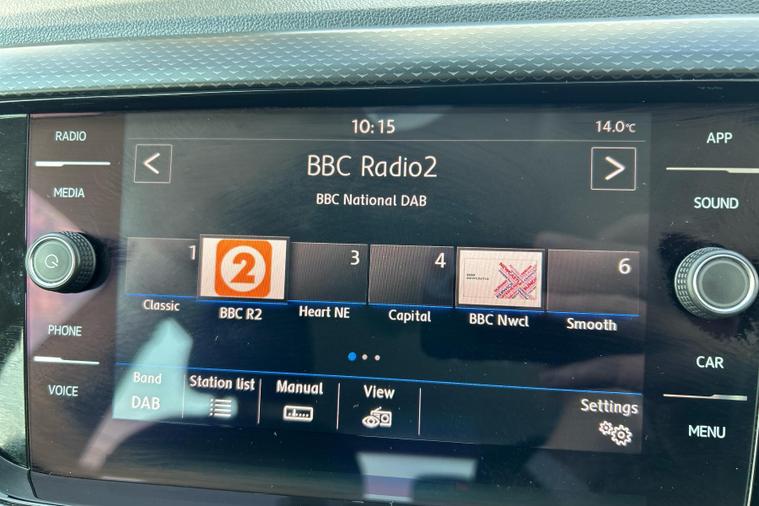 RADIO
MEDIA
PHONE
VOICE
10:15
14.0°C
BBC Radio2
BBC National DAB
1
Classic
2
BBC R2
3
Heart NE
4
Capital
BBC Nwcl
6
Smooth
Band
DAB
Station list
Manual
View
Settings
APP
SOUND
CAR
MENU